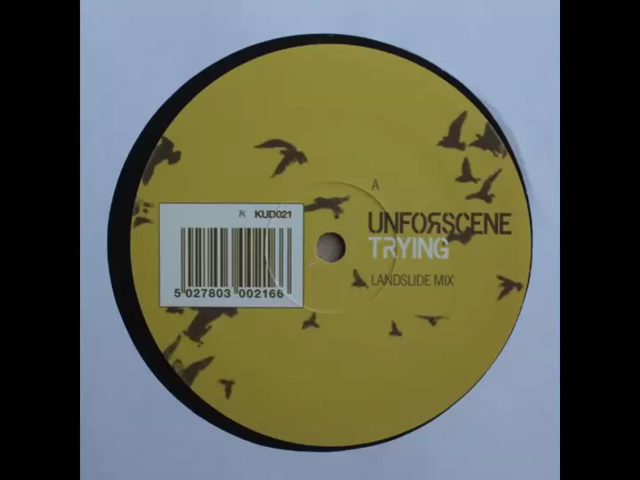 A
UNFORSCENE
TRYING
LANDSLIDE MIX
KUD021
5 027803 002166